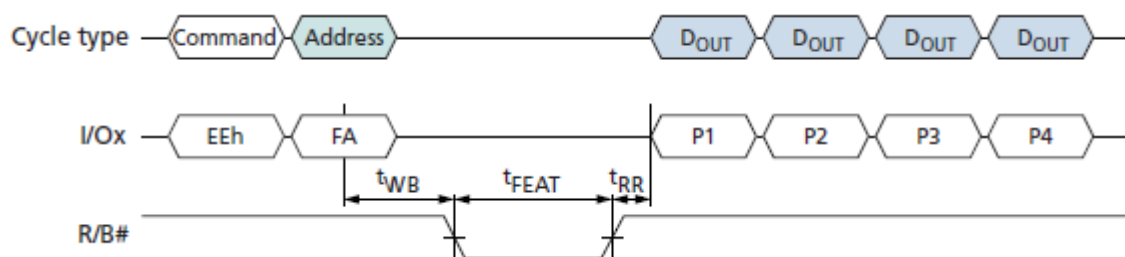 Cycle type Command Address DOUT DOUT DOUT DOUT
I/Ox EEh FA P1 P2 P3 P4
tWB tFEAT tRR
R/B#